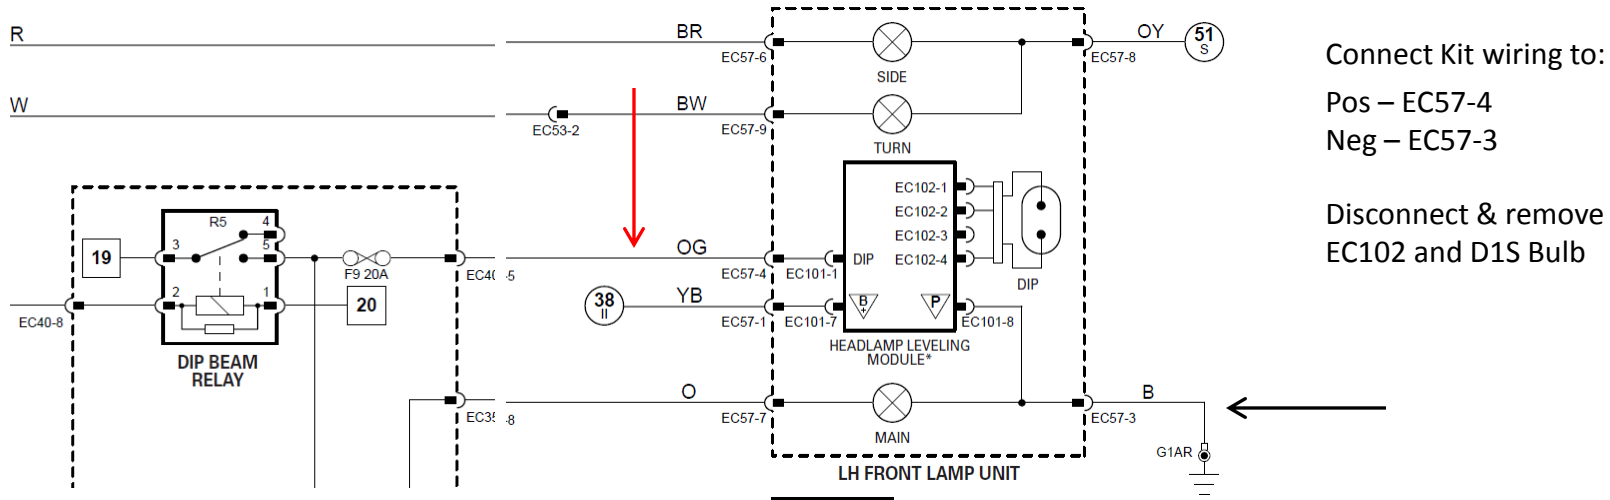 R
BR
EC57-6
SIDE
EC57-8
OY
51
S
Connect Kit wiring to:
Pos – EC57-4
Neg – EC57-3
W
EC53-2
BW
EC57-9
TURN
Disconnect & remove
EC102 and D1S Bulb
EC102-1
EC102-2
EC102-3
EC102-4
DIP
R5
4
3
5
19
F9 20A
EC40
-5
OG
EC57-4
EC101-1
DIP
2
1
20
EC40-8
38
II
YB
EC57-1
EC101-7
B
+
P
EC101-8
HEADLAMP LEVELING
MODULE*
DIP BEAM
RELAY
EC35
-8
O
EC57-7
MAIN
EC57-3
B
G1AR
LH FRONT LAMP UNIT